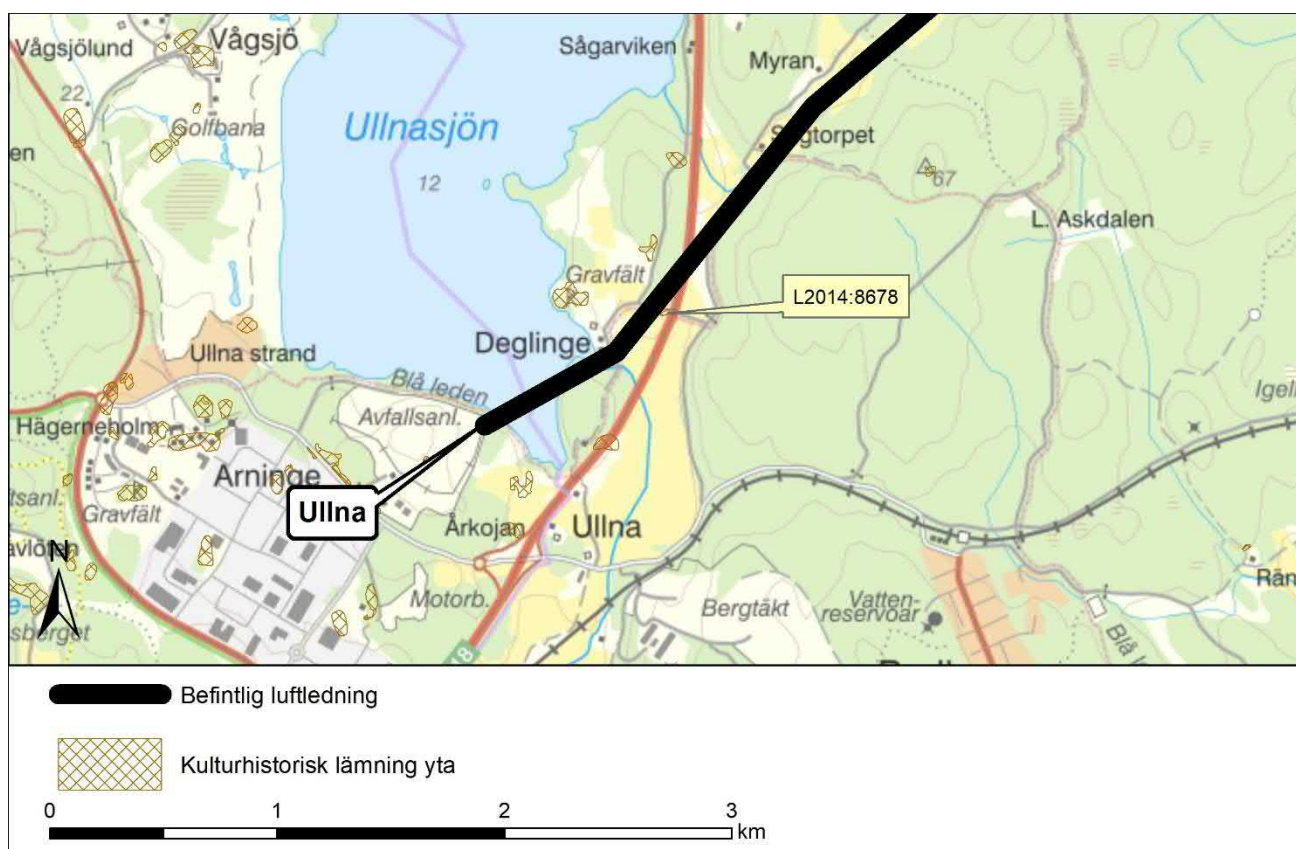 Vågsjölund
Vågsjö
Sågarviken
Myran
22
Golfbana
Ullnasjön
en
12
67
L. Askdalen
Gravfält
L2014:8678
Deglinge
Ullna strand
Blå leden
Avfallsanl.
Hägerneholm
Arninge
Ullna
Gravfält
Årkojan
Ullna
N
Motorb.
Bergtäkt
Vatten-
reservoar
Rän
18
Befintlig luftledning
Kulturhistorisk lämning yta
0 1 2 3
km